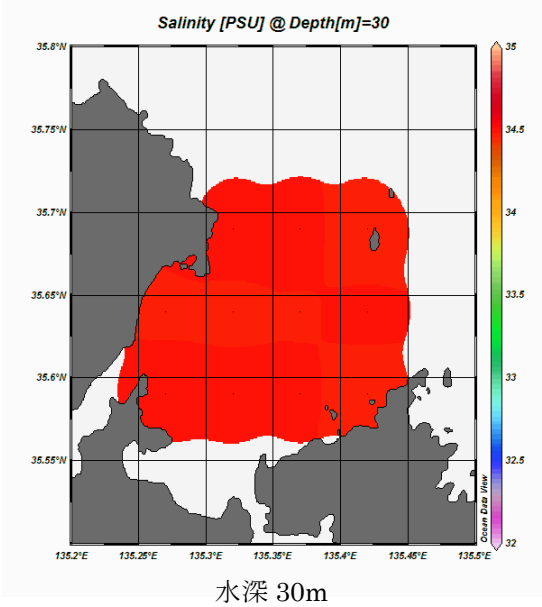 Salinity [PSU] @ Depth[m]=30
35.8°N
35.75°N
35.7°N
35.65°N
35.6°N
35.55°N
135.2°E
135.25°E
135.3°E
135.35°E
135.4°E
135.45°E
135.5°E
35
34.5
34
33.5
33
32.5
32
Ocean Data View
水深 30m